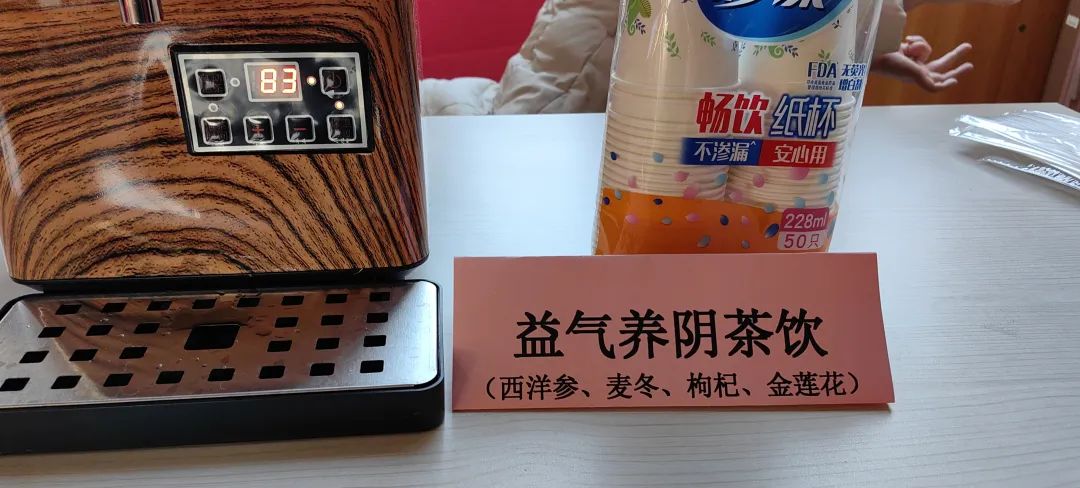 83
FDA
畅饮 纸杯
不渗漏^ 安心用
228ml
50只
益气养阴茶饮
（西洋参、麦冬、枸杞、金莲花）